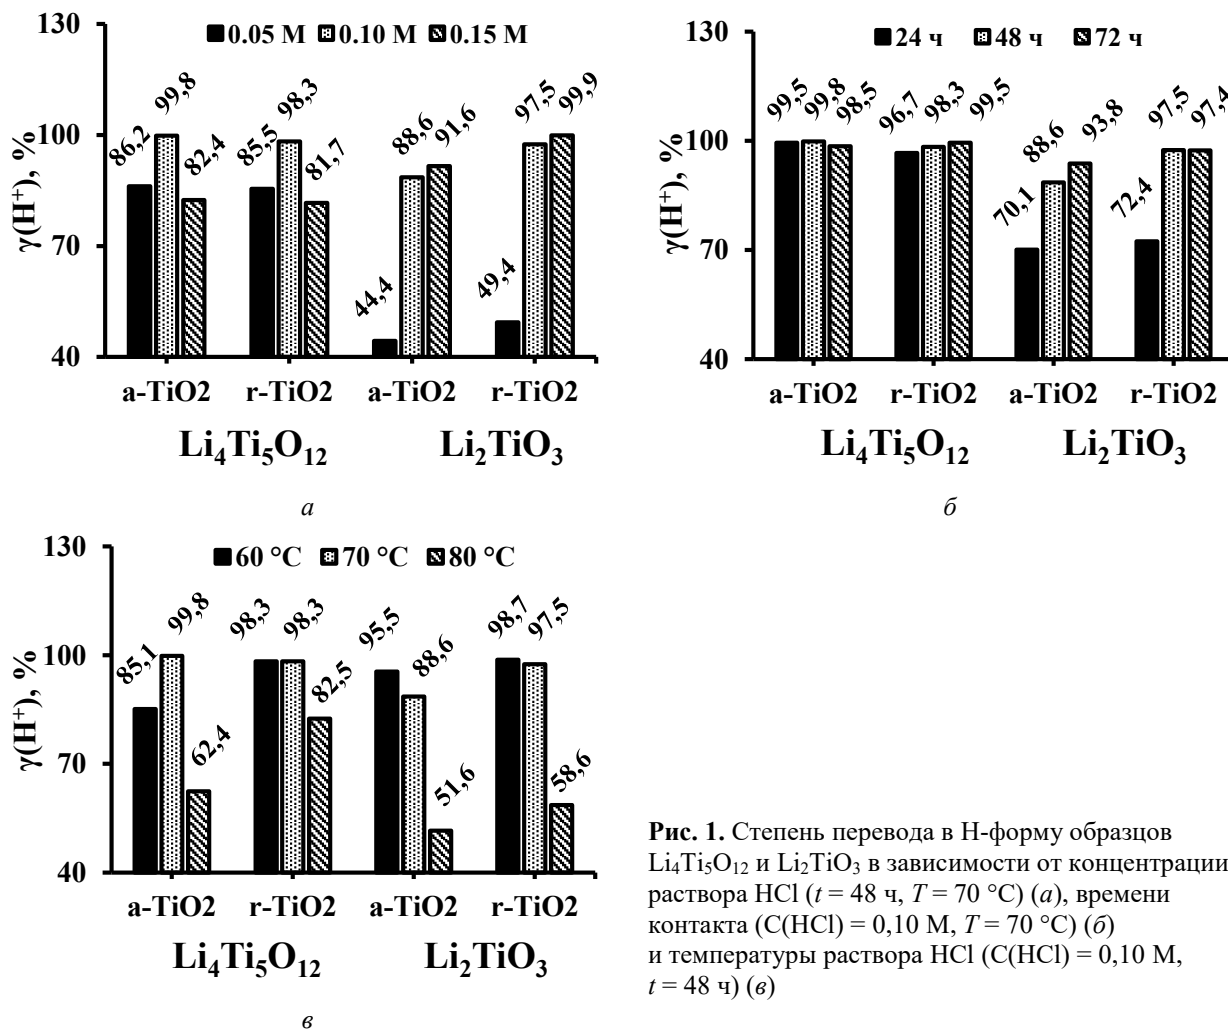 130
0.05 М 0.10 М 0.15 М
γ(H⁺), %
100
70
40
86,2 99,8 82,4 85,5 98,3 81,7 44,4 88,6 91,6 49,4 97,5 99,9
a-TiO2 r-TiO2 a-TiO2 r-TiO2
Li₄Ti₅O₁₂ Li₂TiO₃
а
130
24 ч 48 ч 72 ч
γ(H⁺), %
100
70
40
99,5 99,8 98,5 96,7 98,3 99,5 70,1 88,6 93,8 72,4 97,5 97,4
a-TiO2 r-TiO2 a-TiO2 r-TiO2
Li₄Ti₅O₁₂ Li₂TiO₃
б
130
60 °C 70 °C 80 °C
γ(H⁺), %
100
70
40
85,1 99,8 62,4 98,3 98,3 82,5 95,5 88,6 51,6 98,7 97,5 58,6
a-TiO2 r-TiO2 a-TiO2 r-TiO2
Li₄Ti₅O₁₂ Li₂TiO₃
в
Рис. 1. Степень перевода в Н-форму образцов
Li₄Ti₅O₁₂ и Li₂TiO₃ в зависимости от концентрации
раствора HCl (t = 48 ч, T = 70 °C) (а), времени
контакта (C(HCl) = 0,10 М, T = 70 °C) (б)
и температуры раствора HCl (C(HCl) = 0,10 М,
t = 48 ч) (в)